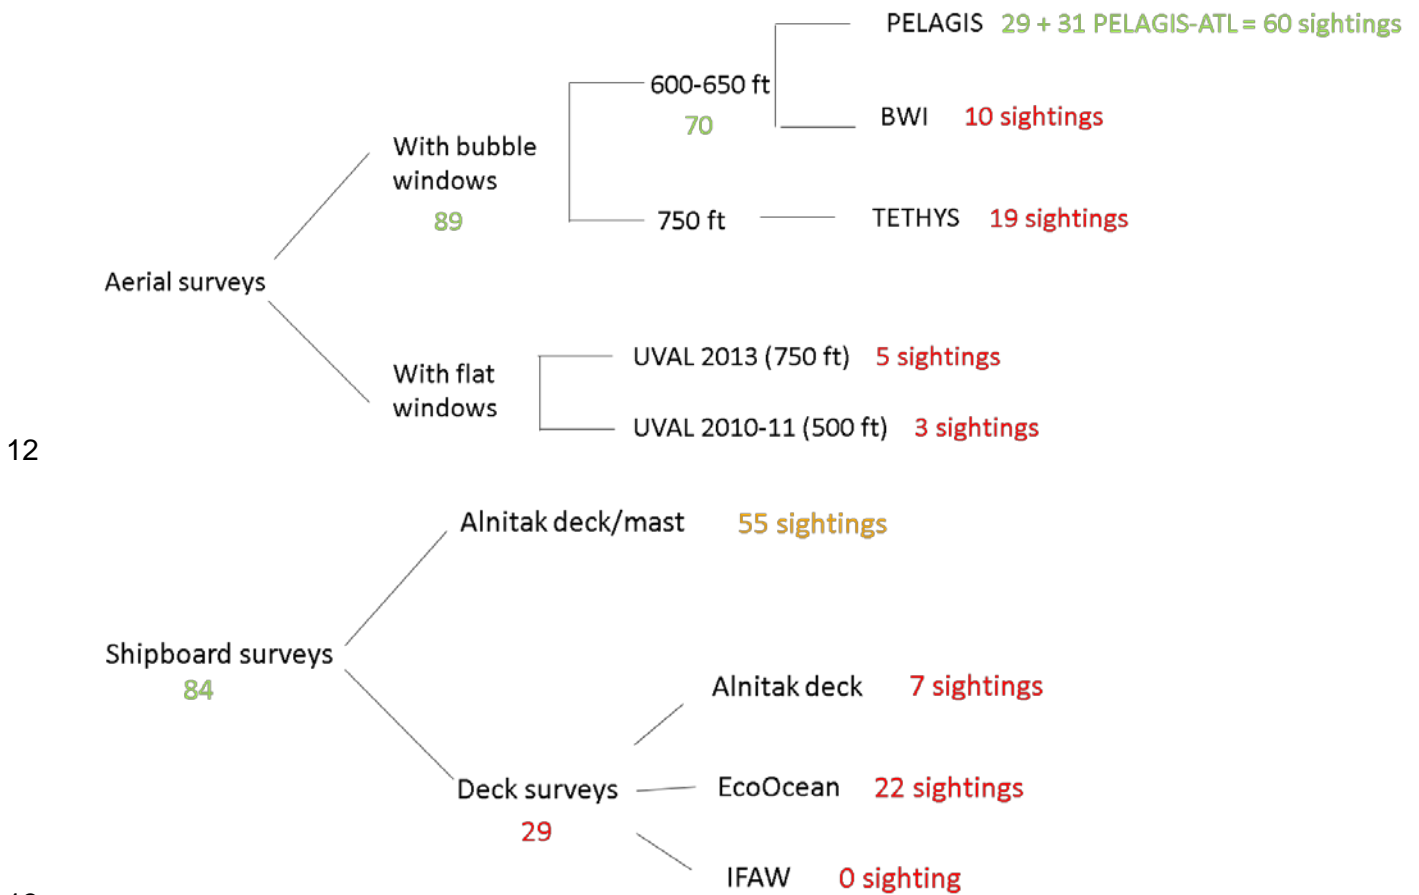 PELAGIS 29 + 31 PELAGIS-ATL = 60 sightings
600-650 ft
70
BWI 10 sightings
With bubble
windows
89
750 ft
TETHYS 19 sightings
Aerial surveys
UVAL 2013 (750 ft) 5 sightings
With flat
windows
UVAL 2010-11 (500 ft) 3 sightings
12
Alnitak deck/mast 55 sightings
Shipboard surveys
84
Alnitak deck 7 sightings
Deck surveys
29
EcoOcean 22 sightings
IFAW 0 sighting